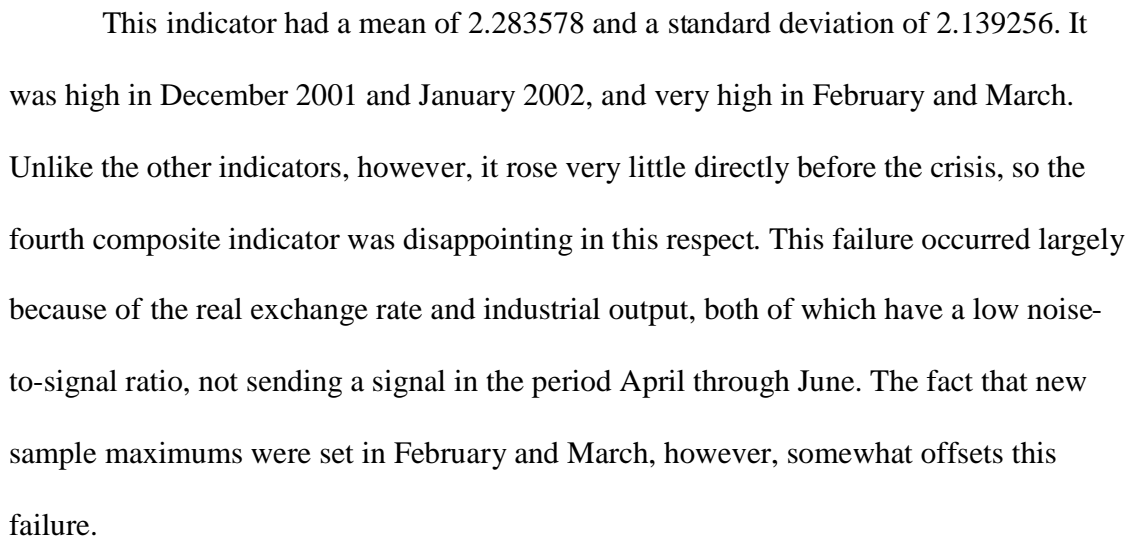 This indicator had a mean of 2.283578 and a standard deviation of 2.139256. It
was high in December 2001 and January 2002, and very high in February and March.
Unlike the other indicators, however, it rose very little directly before the crisis, so the
fourth composite indicator was disappointing in this respect. This failure occurred largely
because of the real exchange rate and industrial output, both of which have a low noise-
to-signal ratio, not sending a signal in the period April through June. The fact that new
sample maximums were set in February and March, however, somewhat offsets this
failure.